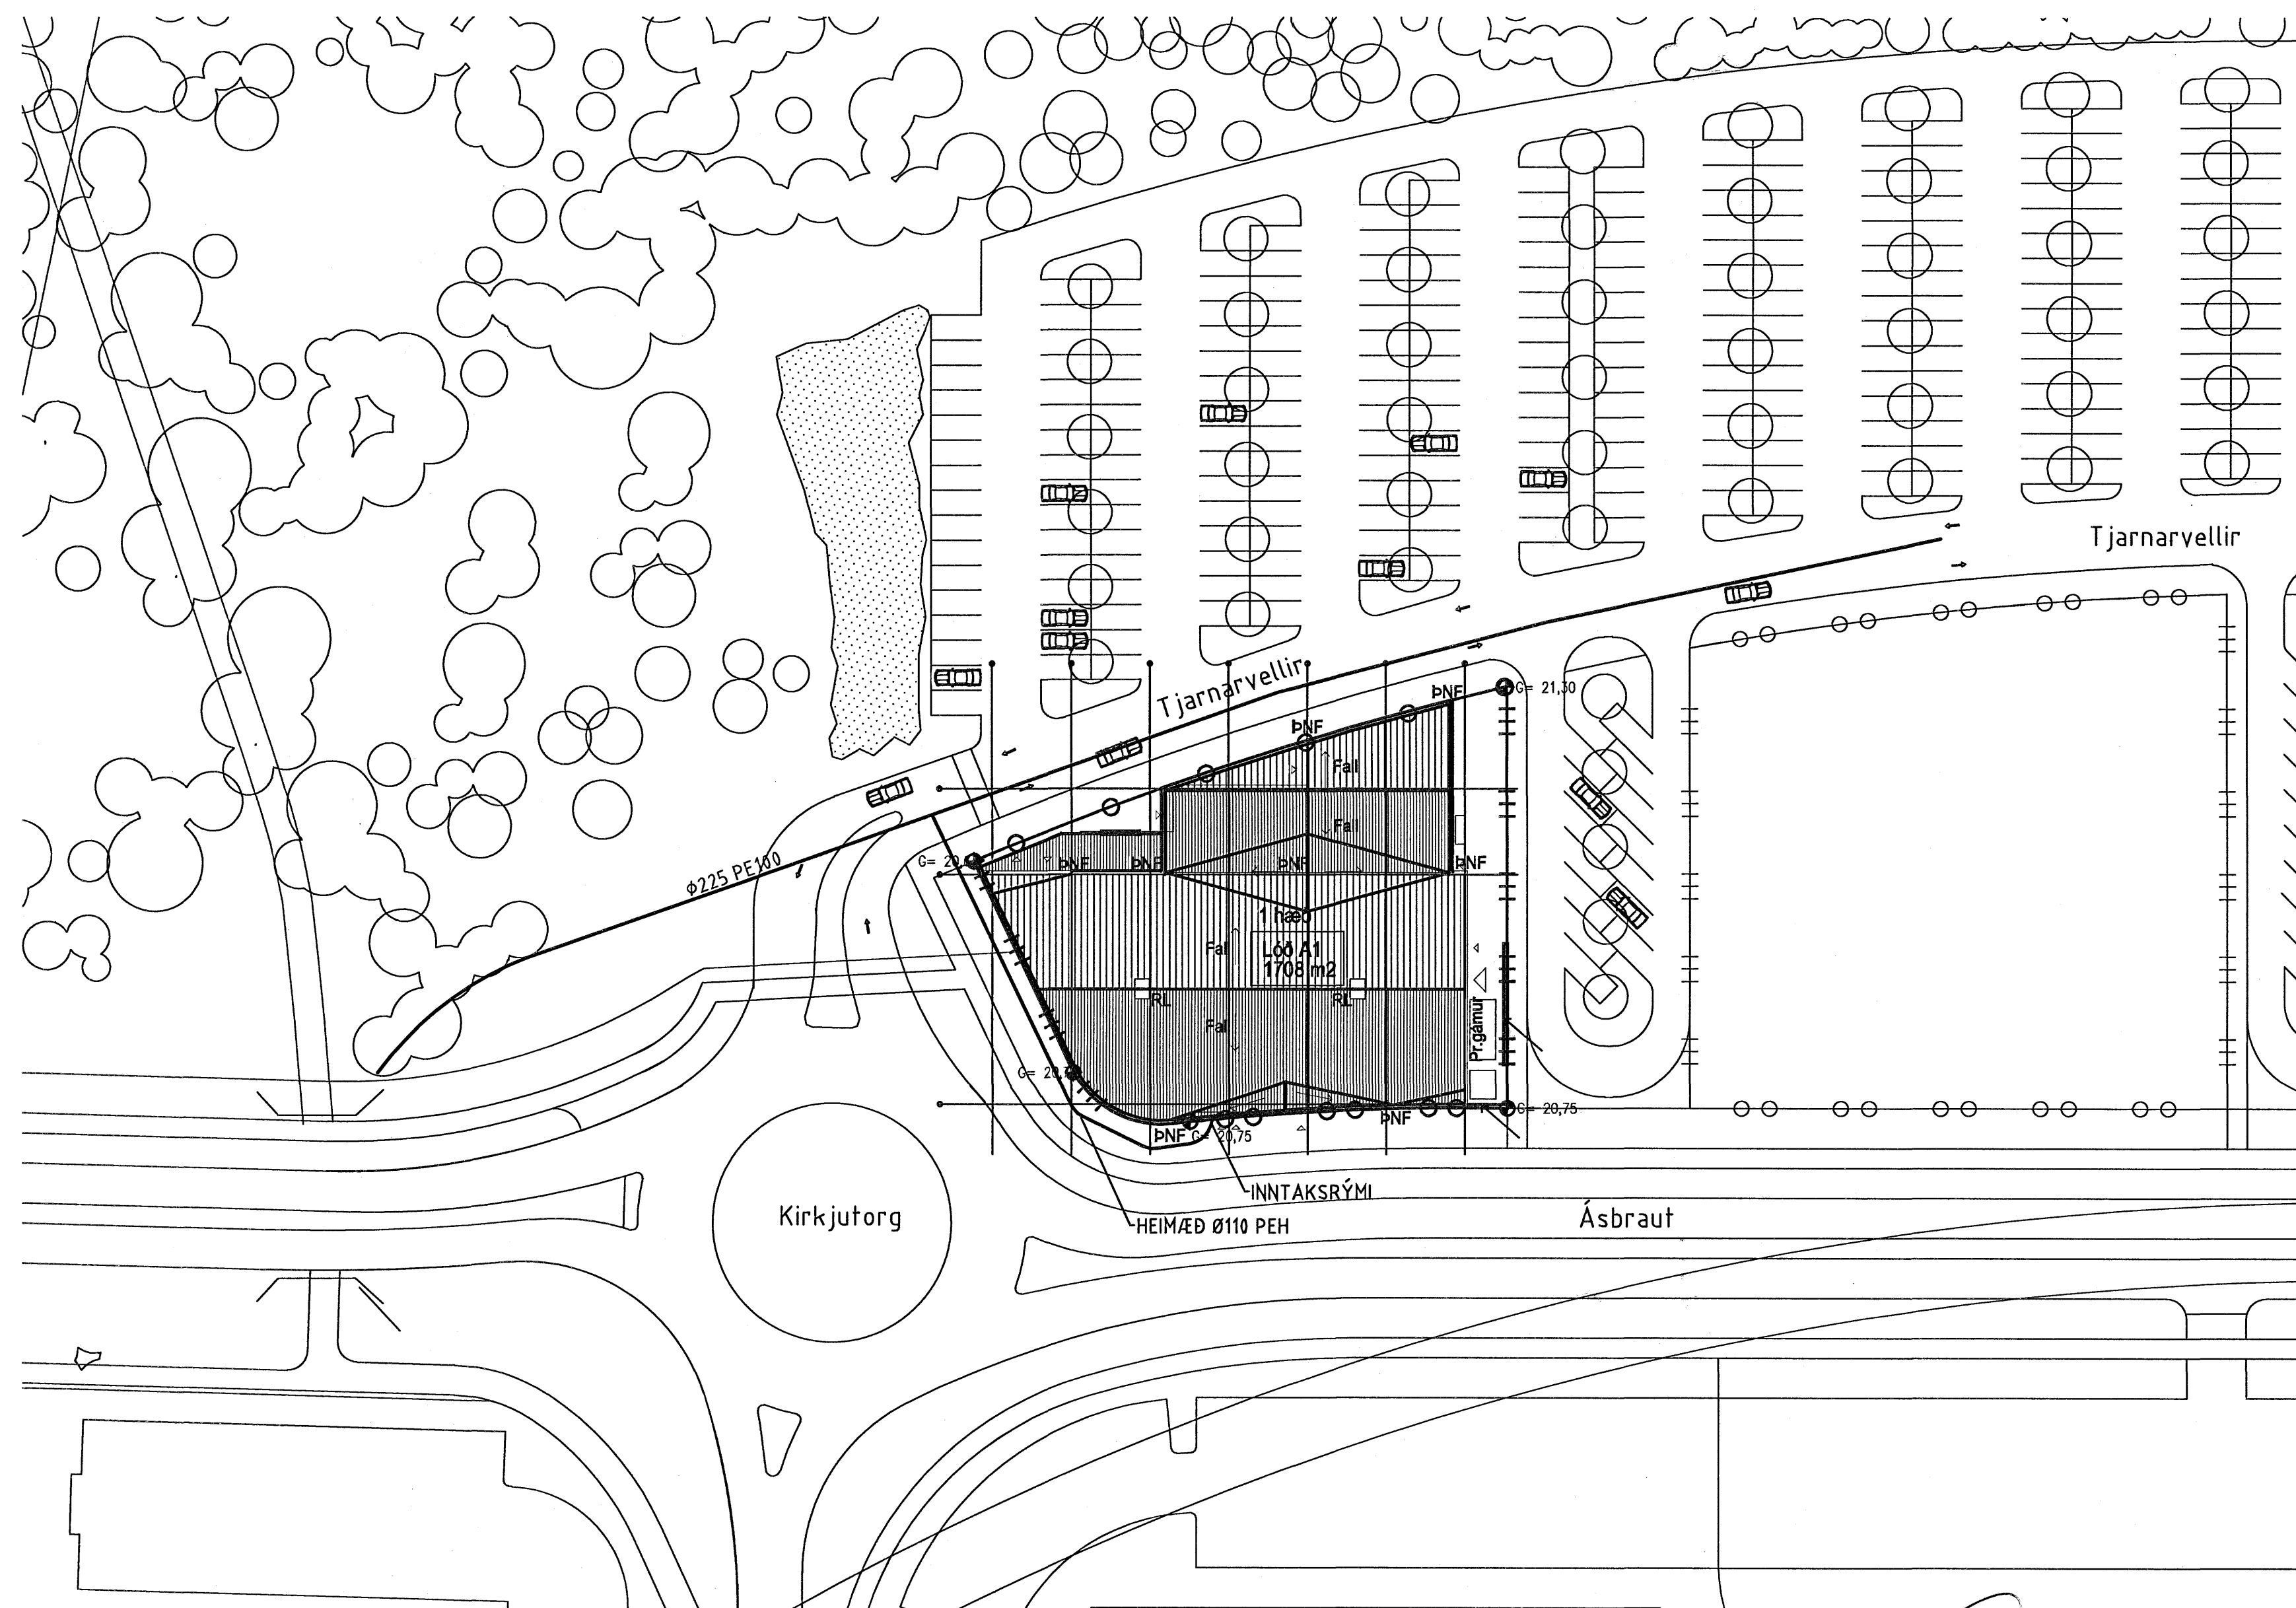 Tjarnarvellir
Tjarnarvellir
ÞNF
G= 21,30
ÞNF
Fall
Fall
Φ225 PE100
G= 20,
ÞNF
ÞNF
ÞNF
ÞNF
1 hæð
Fall
Lóð A1
1708 m2
RL
RL
Fall
Pr.gámur
G= 20,
G= 20,75
ÞNF
ÞNF
G= 20,75
INNTAKSRÝMI
HEIMÆÐ Ø110 PEH
Kirkjutorg
Ásbraut